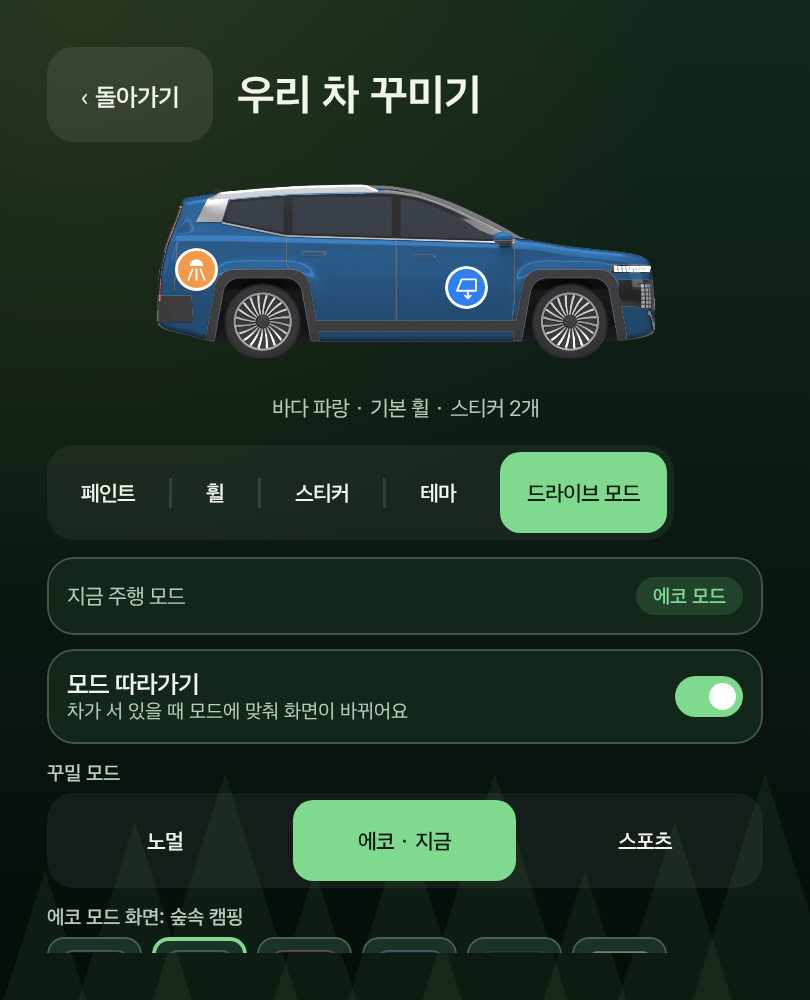 ‹ 돌아가기
우리 차 꾸미기
바다 파랑 · 기본 휠 · 스티커 2개
페인트
휠
스티커
테마
드라이브 모드
지금 주행 모드
에코 모드
모드 따라가기
차가 서 있을 때 모드에 맞춰 화면이 바뀌어요
꾸밀 모드
노멀
에코 · 지금
스포츠
에코 모드 화면: 숲속 캠핑